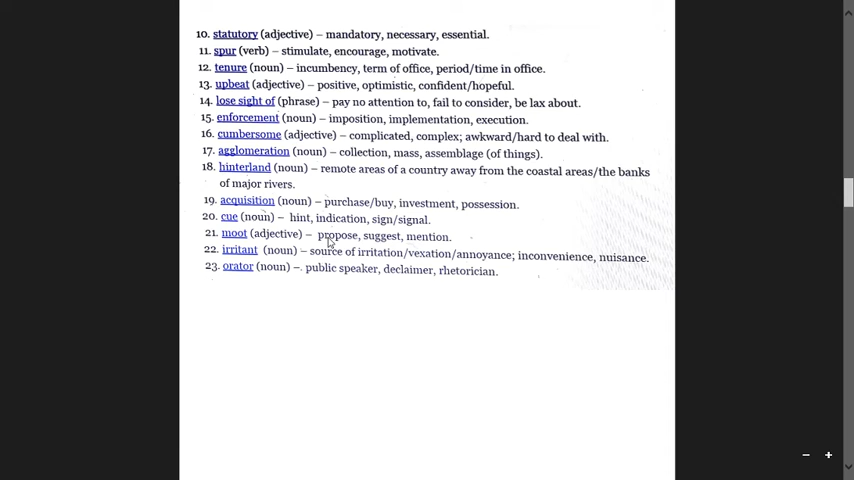 10. statutory (adjective) – mandatory, necessary, essential.
11. spur (verb) – stimulate, encourage, motivate.
12. tenure (noun) – incumbency, term of office, period/time in office.
13. upbeat (adjective) – positive, optimistic, confident/hopeful.
14. lose sight of (phrase) – pay no attention to, fail to consider, be lax about.
15. enforcement (noun) – imposition, implementation, execution.
16. cumbersome (adjective) – complicated, complex; awkward/hard to deal with.
17. agglomeration (noun) – collection, mass, assemblage (of things).
18. hinterland (noun) – remote areas of a country away from the coastal areas/the banks
of major rivers.
19. acquisition (noun) – purchase/buy, investment, possession.
20. cue (noun) – hint, indication, sign/signal.
21. moot (adjective) – propose, suggest, mention.
22. irritant (noun) – source of irritation/vexation/annoyance; inconvenience, nuisance.
23. orator (noun) – public speaker, declaimer, rhetorician.